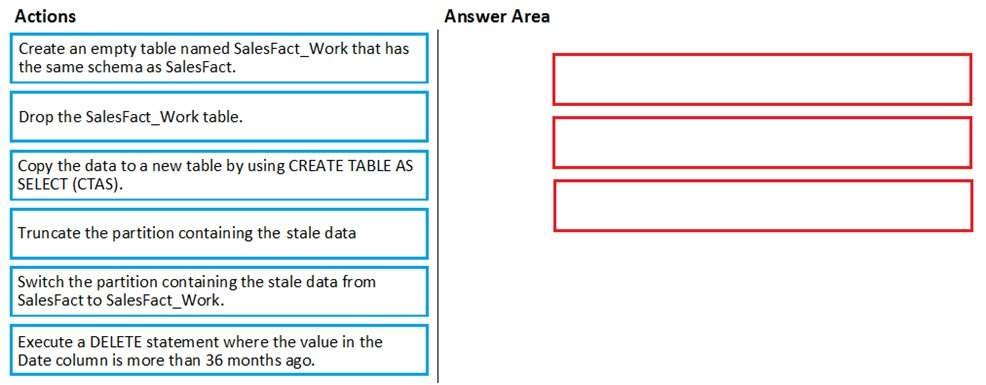 Actions
Answer Area
Create an empty table named SalesFact_Work that has
the same schema as SalesFact.
Drop the SalesFact_Work table.
Copy the data to a new table by using CREATE TABLE AS
SELECT (CTAS).
Truncate the partition containing the stale data
Switch the partition containing the stale data from
SalesFact to SalesFact_Work.
Execute a DELETE statement where the value in the
Date column is more than 36 months ago.